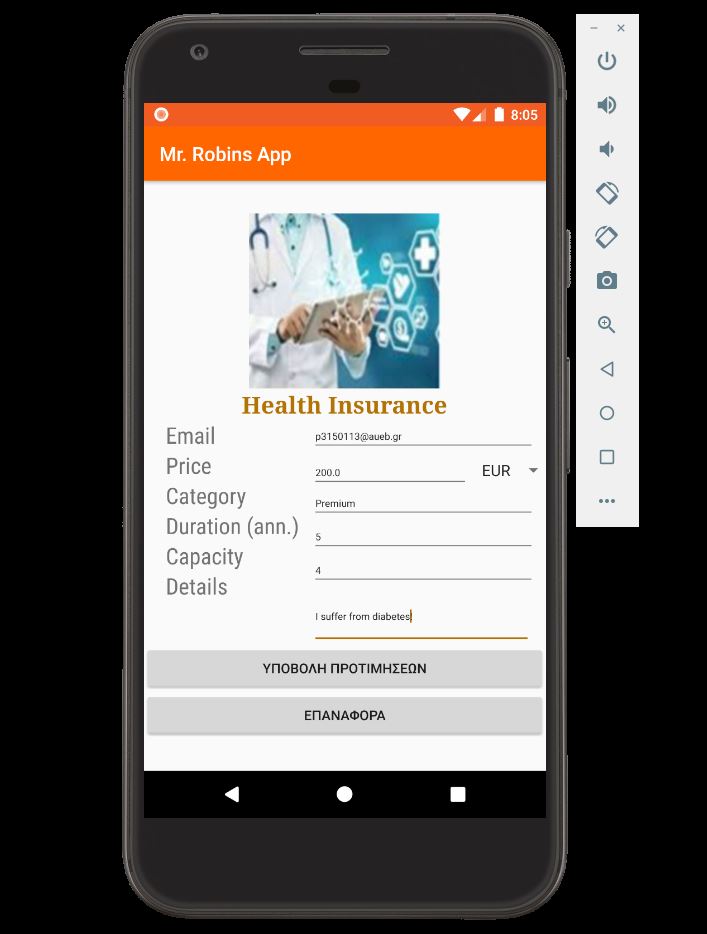 8:05
Mr. Robins App
Health Insurance
Email
p3150113@aueb.gr
Price
200.0
EUR
Category
Premium
Duration (ann.)
5
Capacity
4
Details
I suffer from diabetes
ΥΠΟΒΟΛΗ ΠΡΟΤΙΜΗΣΕΩΝ
ΕΠΑΝΑΦΟΡΑ